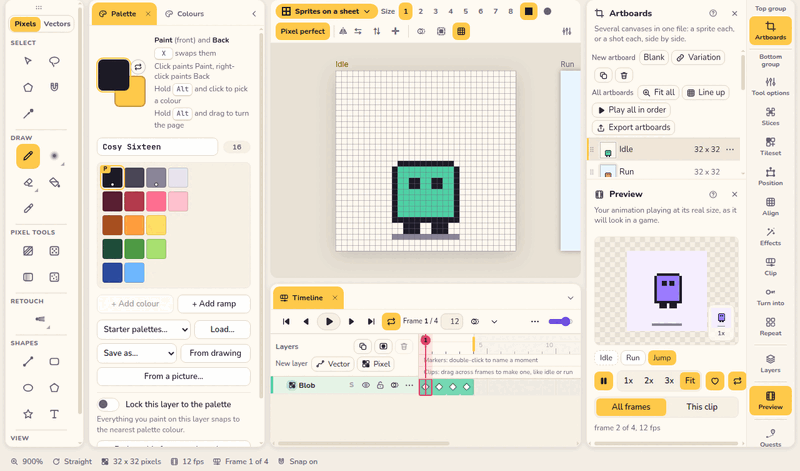 Pixels
Vectors
SELECT
DRAW
PIXEL TOOLS
RETOUCH
SHAPES
VIEW
Palette
Colours
Paint (front) and Back
X swaps them
Click paints Paint, right-
click paints Back
Hold Alt and click to pick
a colour
Hold Alt and drag to turn
the page
Cosy Sixteen
16
P
+ Add colour
+ Add ramp
Starter palettes...
Load...
Save as...
From drawing
From a picture...
Lock this layer to the palette
Everything you paint on this layer snaps to
the nearest palette colour.
Sprites on a sheet
Size
1 2 3 4 5 6 7 8
Pixel perfect
Idle
Run
Timeline
Frame 1 / 4
12
Layers
New layer
Vector
Pixel
1
5
10
Markers: double-click to name a moment
Clips: drag across frames to make one, like idle or run
Blob
S
Artboards
Several canvases in one file: a sprite each,
or a shot each, side by side.
New artboard
Blank
Variation
All artboards
Fit all
Line up
Play all in order
Export artboards
Idle
32 x 32
Run
32 x 32
Preview
Your animation playing at its real size, as it
will look in a game.
1x
Idle
Run
Jump
1x
2x
3x
Fit
All frames
This clip
frame 2 of 4, 12 fps
Top group
Artboards
Bottom
group
Tool options
Slices
Tileset
Position
Align
Effects
Clip
Turn into
Repeat
Layers
Preview
Quests
900%
Straight
32 x 32 pixels
12 fps
Frame 1 of 4
Snap on